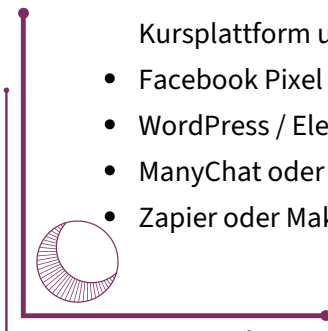 Kursplattform u
• Facebook Pixel
• WordPress / Ele
• ManyChat oder
• Zapier oder Mak